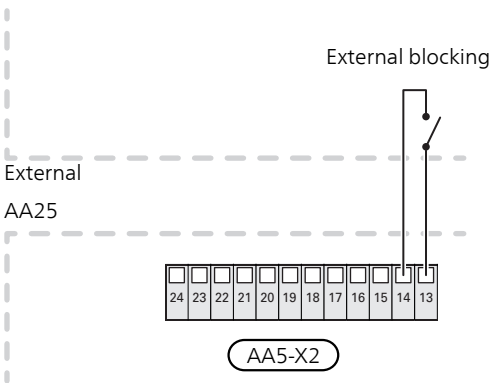 External blocking
External
AA25
24 23 22 21 20 19 18 17 16 15 14 13
AA5-X2